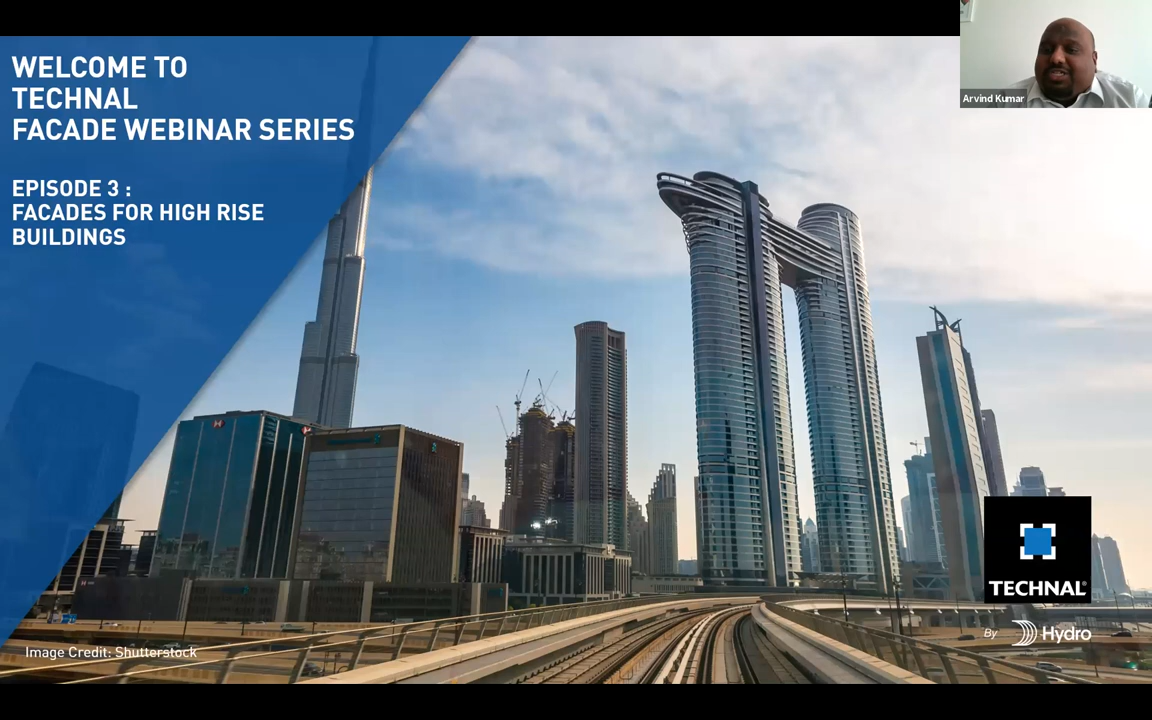 WELCOME TO
TECHNAL
FACADE WEBINAR SERIES
EPISODE 3 :
FACADES FOR HIGH RISE
BUILDINGS
Arvind Kumar
TECHNAL®
By Hydro
Image Credit: Shutterstock